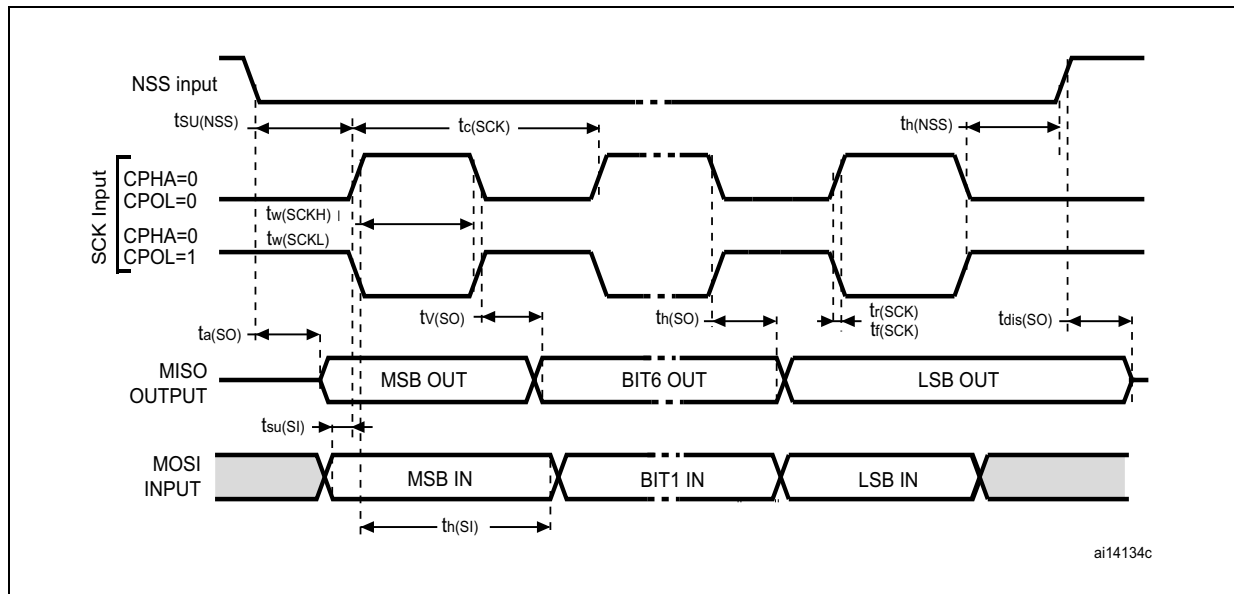 NSS input
tSU(NSS)
tc(SCK)
th(NSS)
SCK Input
CPHA=0
CPOL=0
tw(SCKH)
CPHA=0
CPOL=1
tw(SCKL)
ta(SO)
tV(SO)
th(SO)
tr(SCK)
tf(SCK)
tdis(SO)
MISO
OUTPUT
MSB OUT
BIT6 OUT
LSB OUT
tsu(SI)
MOSI
INPUT
MSB IN
BIT1 IN
LSB IN
th(SI)
ai14134c